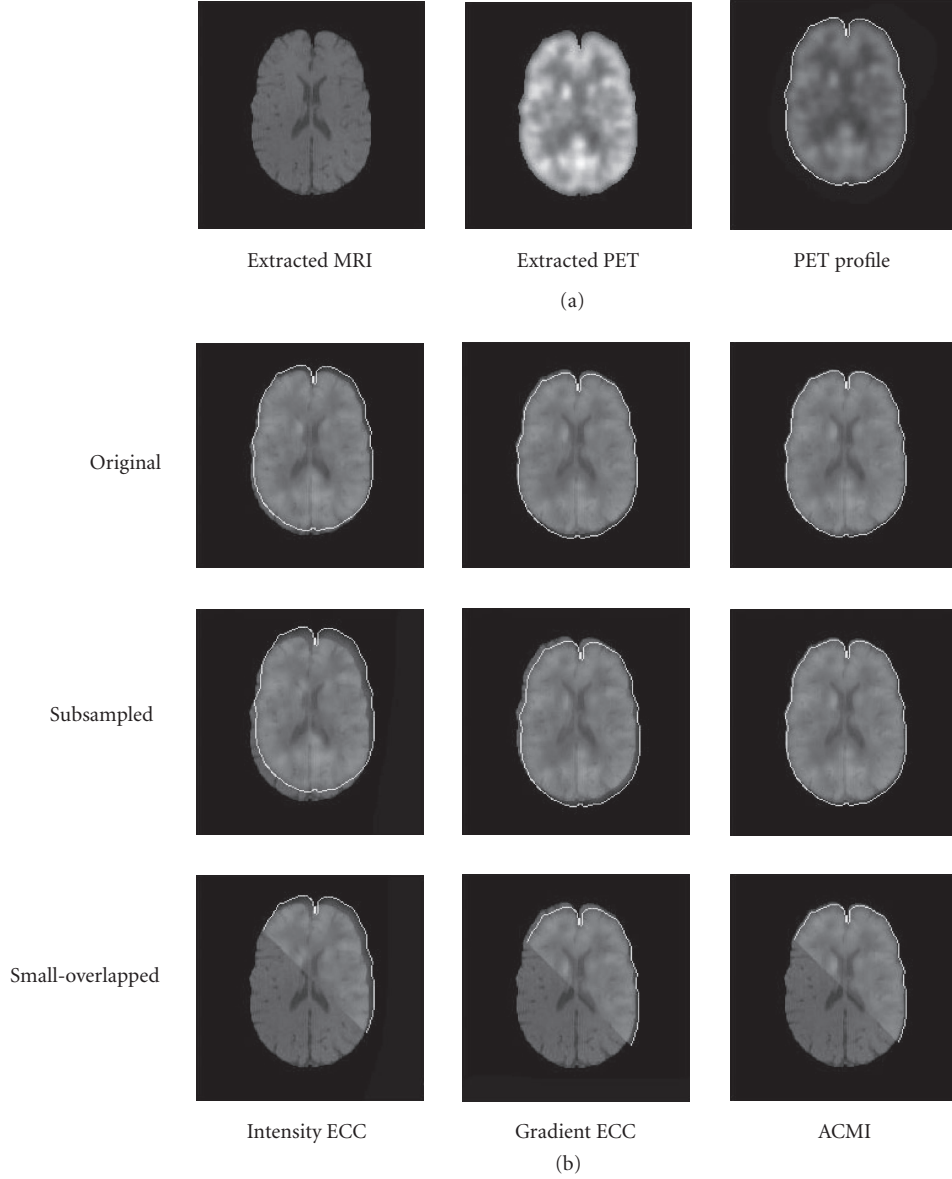 Extracted MRI
Extracted PET
PET profile
(a)
Original
Subsampled
Small-overlapped
Intensity ECC
Gradient ECC
ACMI
(b)